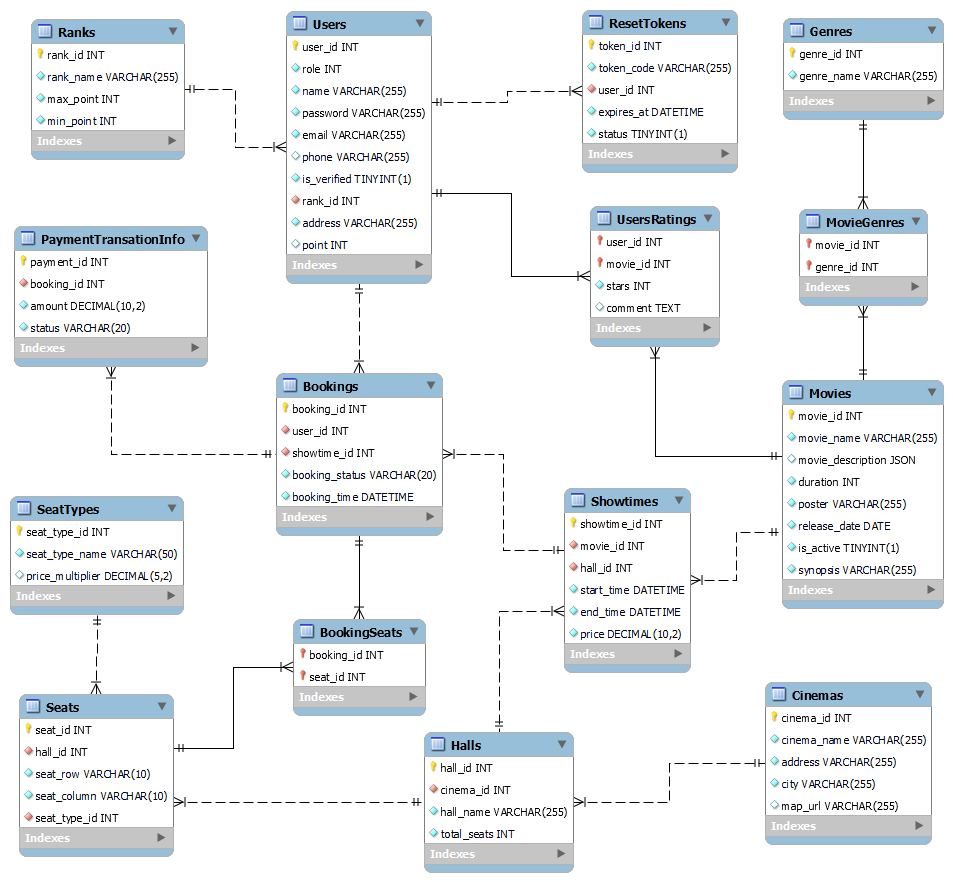 Ranks
rank_id INT
rank_name VARCHAR(255)
max_point INT
min_point INT
Indexes
Users
user_id INT
role INT
name VARCHAR(255)
password VARCHAR(255)
email VARCHAR(255)
phone VARCHAR(255)
is_verified TINYINT(1)
rank_id INT
address VARCHAR(255)
point INT
Indexes
ResetTokens
token_id INT
token_code VARCHAR(255)
user_id INT
expires_at DATETIME
status TINYINT(1)
Indexes
Genres
genre_id INT
genre_name VARCHAR(255)
Indexes
PaymentTransationInfo
payment_id INT
booking_id INT
amount DECIMAL(10,2)
status VARCHAR(20)
Indexes
UsersRatings
user_id INT
movie_id INT
stars INT
comment TEXT
Indexes
MovieGenres
movie_id INT
genre_id INT
Indexes
Bookings
booking_id INT
user_id INT
showtime_id INT
booking_status VARCHAR(20)
booking_time DATETIME
Indexes
Movies
movie_id INT
movie_name VARCHAR(255)
movie_description JSON
duration INT
poster VARCHAR(255)
release_date DATE
is_active TINYINT(1)
synopsis VARCHAR(255)
Indexes
SeatTypes
seat_type_id INT
seat_type_name VARCHAR(50)
price_multiplier DECIMAL(5,2)
Indexes
Showtimes
showtime_id INT
movie_id INT
hall_id INT
start_time DATETIME
end_time DATETIME
price DECIMAL(10,2)
Indexes
BookingSeats
booking_id INT
seat_id INT
Indexes
Seats
seat_id INT
hall_id INT
seat_row VARCHAR(10)
seat_column VARCHAR(10)
seat_type_id INT
Indexes
Halls
hall_id INT
cinema_id INT
hall_name VARCHAR(255)
total_seats INT
Indexes
Cinemas
cinema_id INT
cinema_name VARCHAR(255)
address VARCHAR(255)
city VARCHAR(255)
map_url VARCHAR(255)
Indexes